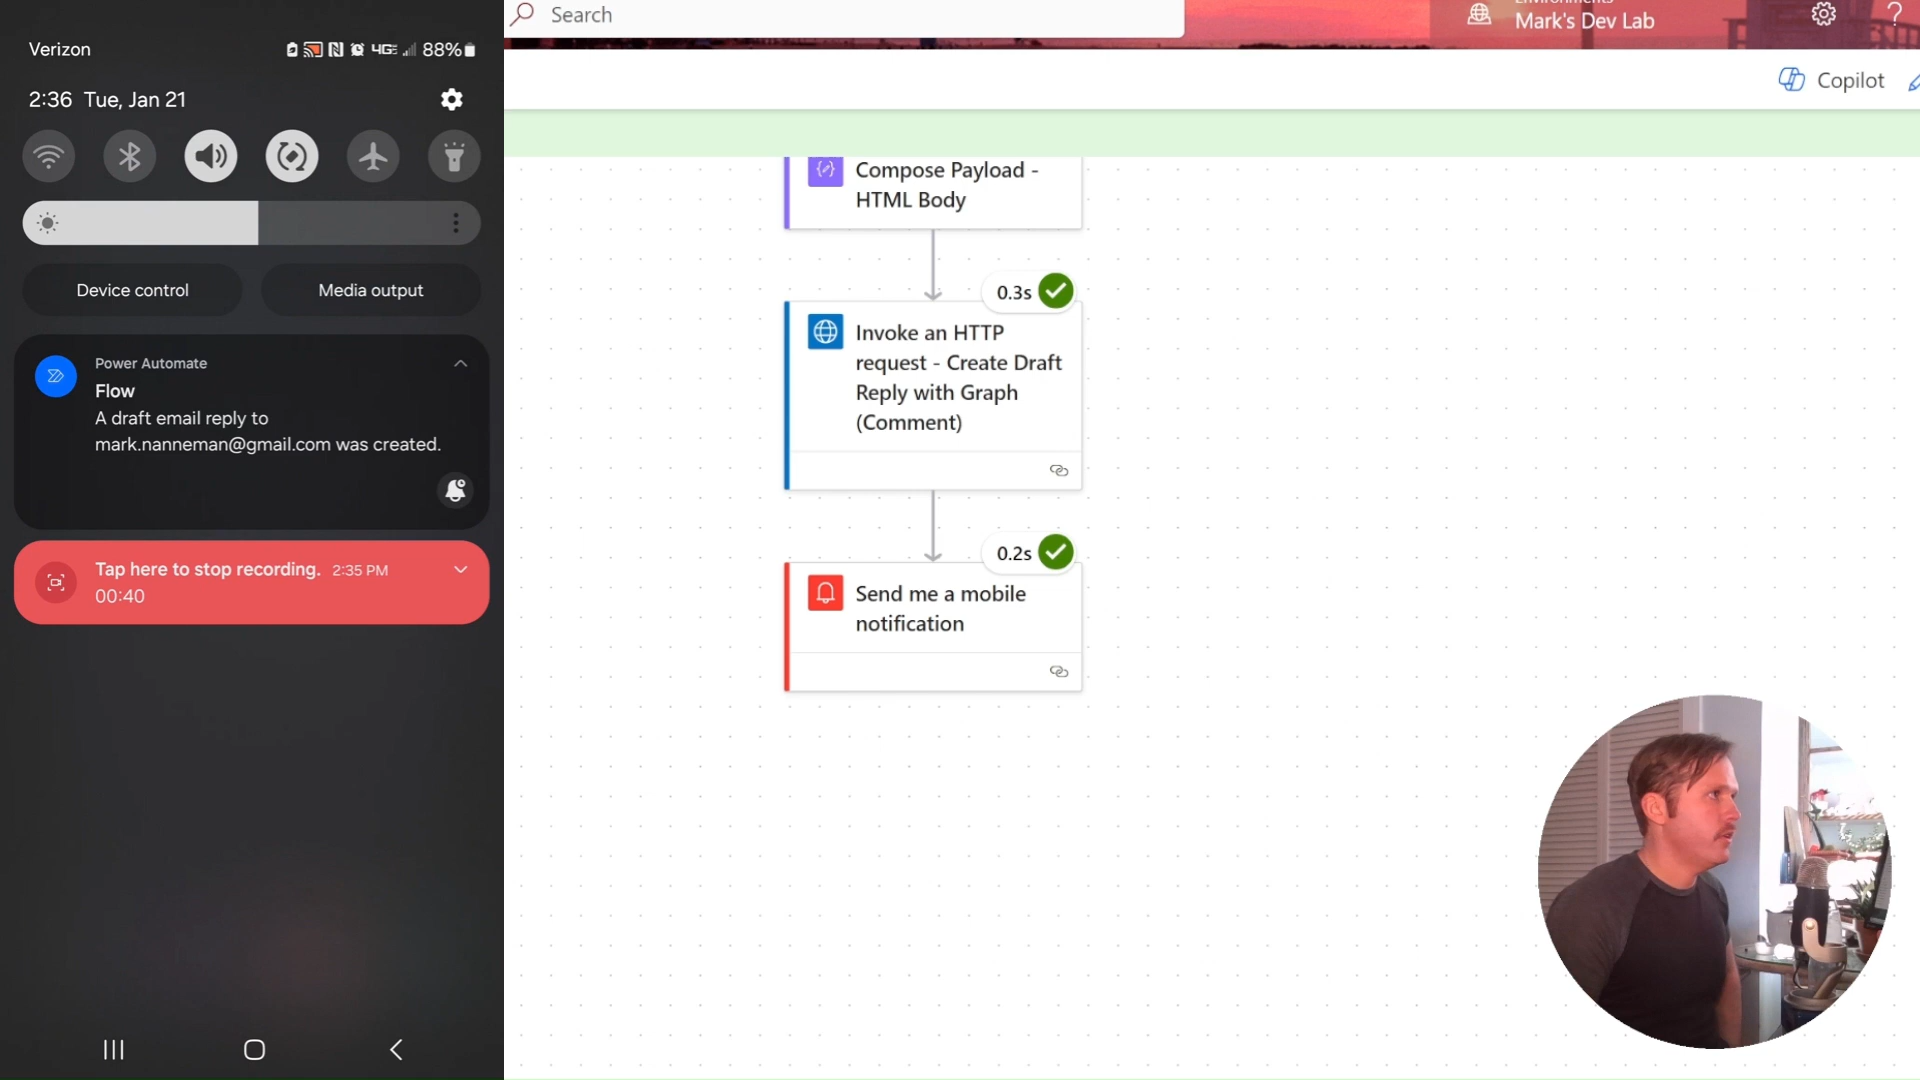 Verizon
4GE
88%
2:36 Tue, Jan 21
Device control
Media output
Power Automate
Flow
A draft email reply to
mark.nanneman@gmail.com was created.
Tap here to stop recording. 2:35 PM
00:40
Search
Mark's Dev Lab
?
Copilot
Compose Payload -
HTML Body
0.3s
Invoke an HTTP
request - Create Draft
Reply with Graph
(Comment)
0.2s
Send me a mobile
notification